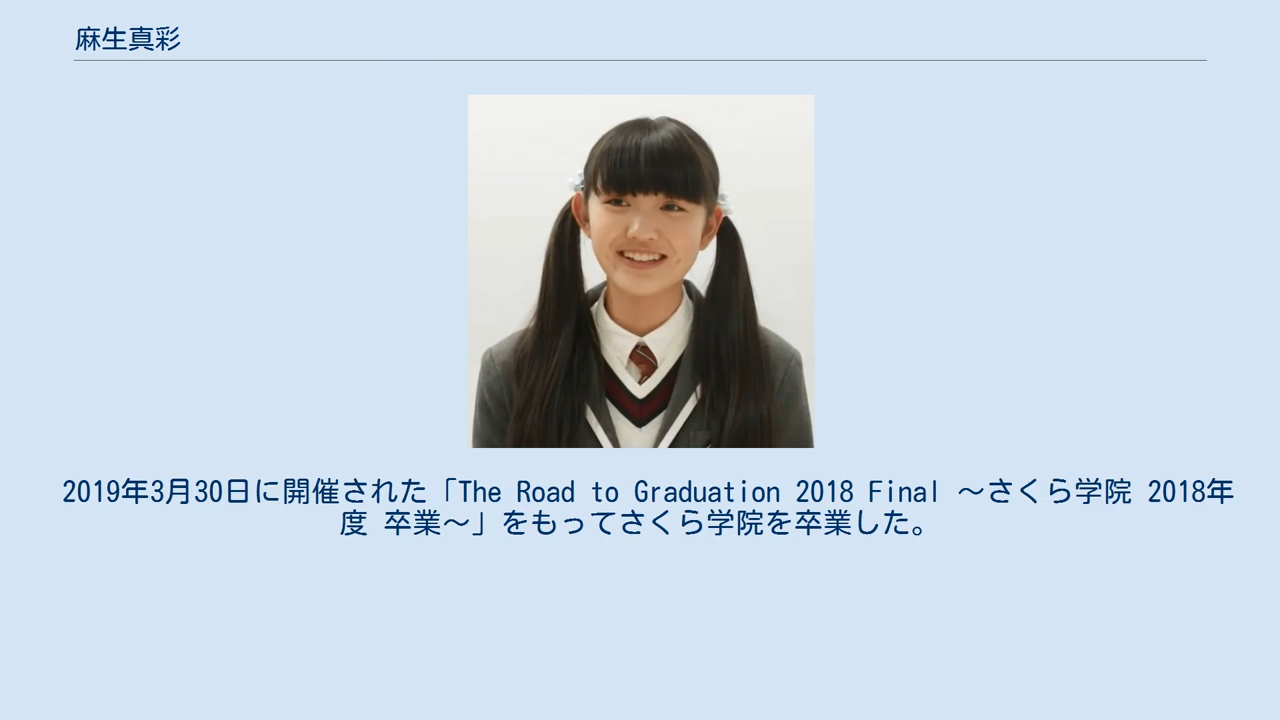 麻生真彩
2019年3月30日に開催された「The Road to Graduation 2018 Final ～さくら学院 2018年
度 卒業～」をもってさくら学院を卒業した。